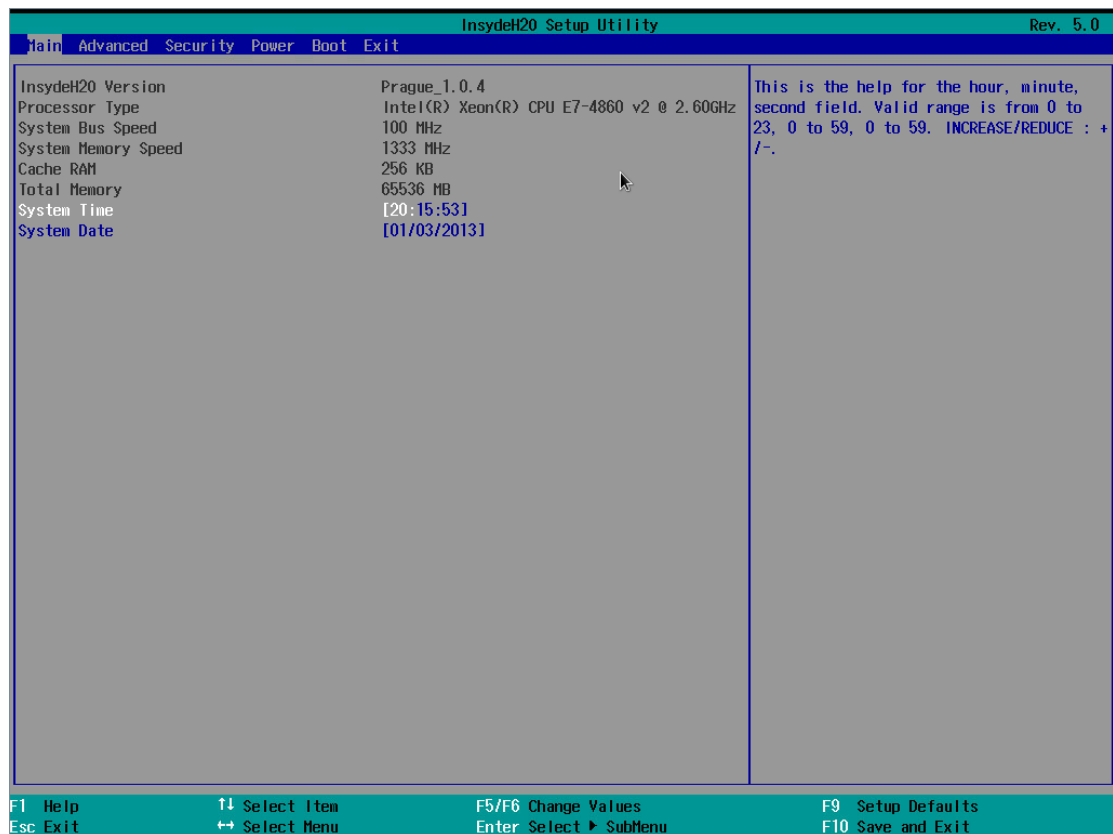 InsydeH20 Setup Utility Rev. 5.0
Main Advanced Security Power Boot Exit
InsydeH20 Version Prague_1.0.4
Processor Type Intel(R) Xeon(R) CPU E7-4860 v2 @ 2.60GHz
System Bus Speed 100 MHz
System Memory Speed 1333 MHz
Cache RAM 256 KB
Total Memory 65536 MB
System Time [20:15:53]
System Date [01/03/2013]
This is the help for the hour, minute,
second field. Valid range is from 0 to
23, 0 to 59, 0 to 59. INCREASE/REDUCE : +
/-.
F1 Help ↑↓ Select Item F5/F6 Change Values F9 Setup Defaults
Esc Exit ↔ Select Menu Enter Select ▶ SubMenu F10 Save and Exit